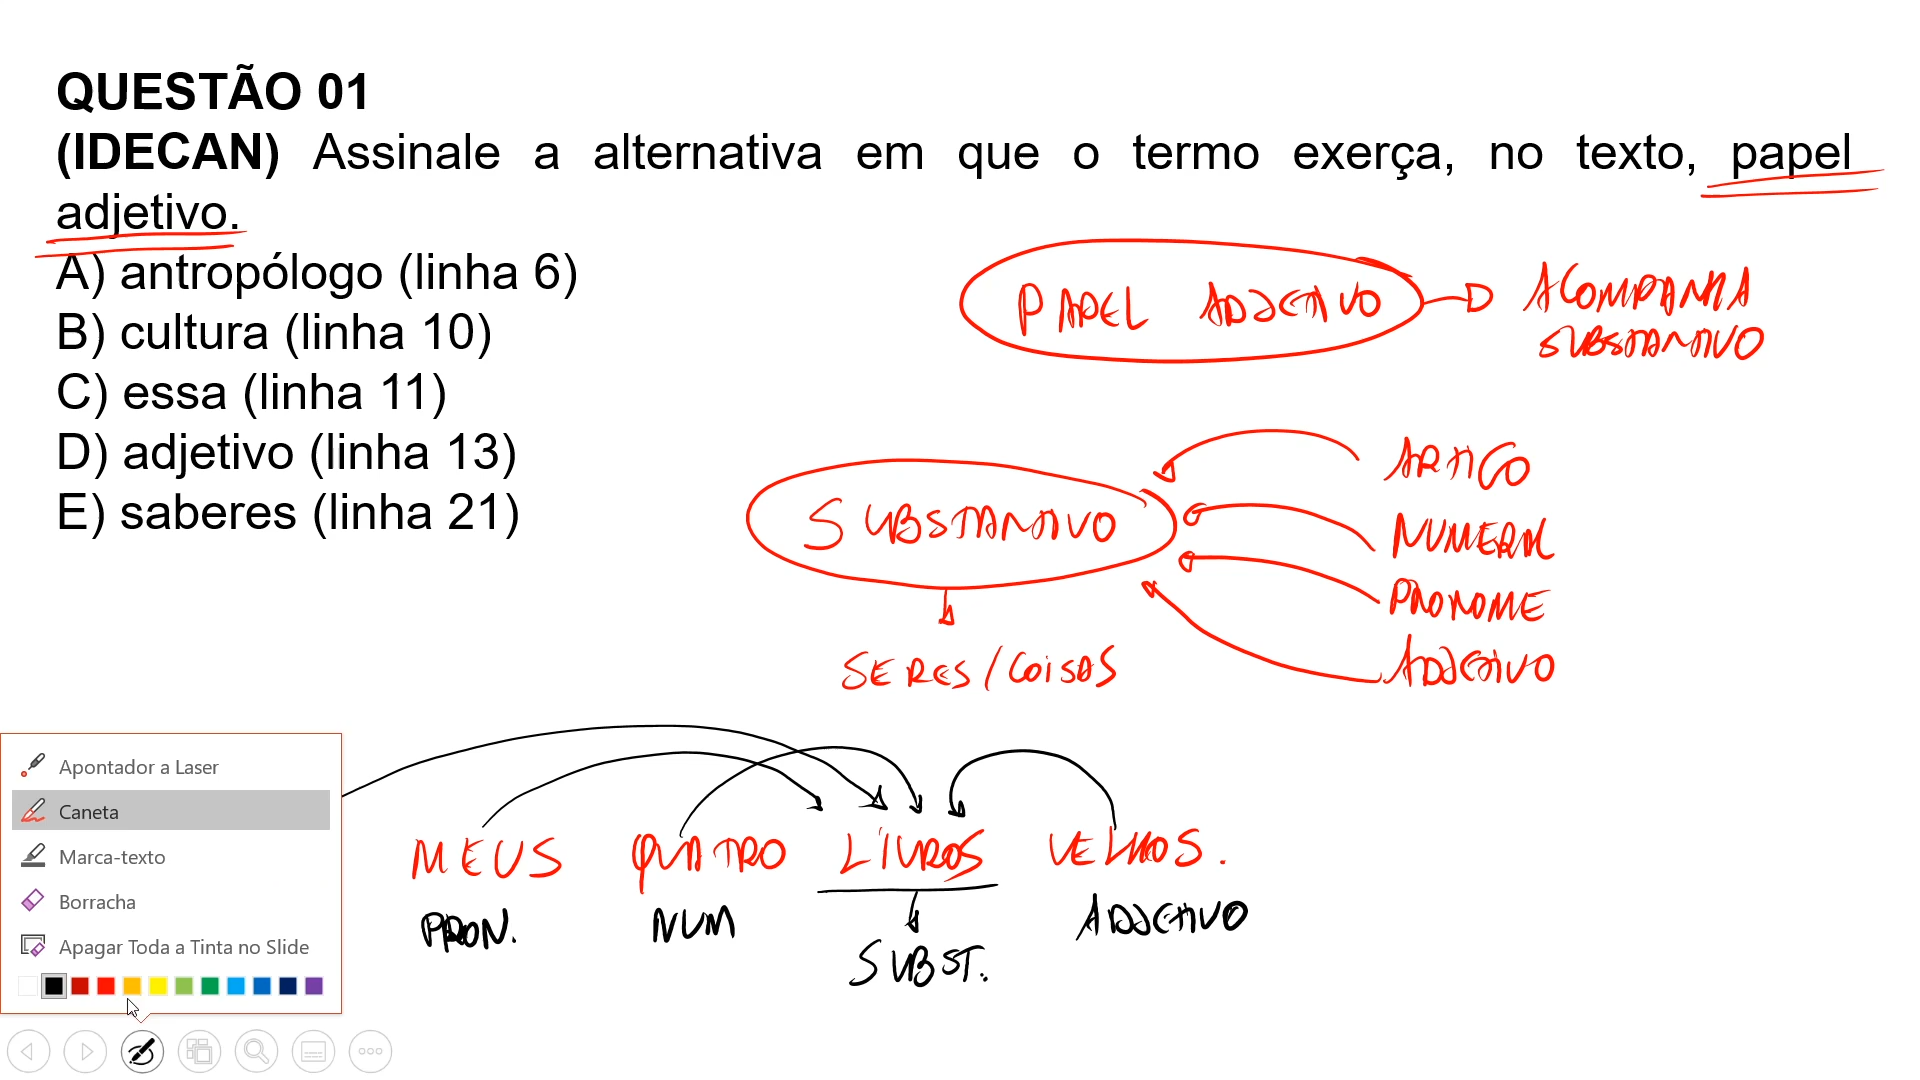 QUESTÃO 01
(IDECAN) Assinale a alternativa em que o termo exerça, no texto, papel
adjetivo.
A) antropólogo (linha 6)
B) cultura (linha 10)
C) essa (linha 11)
D) adjetivo (linha 13)
E) saberes (linha 21)
PAPEL ADJETIVO
ACOMPANHA
SUBSTANTIVO
SUBSTANTIVO
SERES / COISAS
ARTIGO
NUMERAL
PRONOME
ADJETIVO
MEUS QUATRO LIVROS VELHOS.
PRON. NUM ADJETIVO
SUBST.
Apontador a Laser
Caneta
Marca-texto
Borracha
Apagar Toda a Tinta no Slide